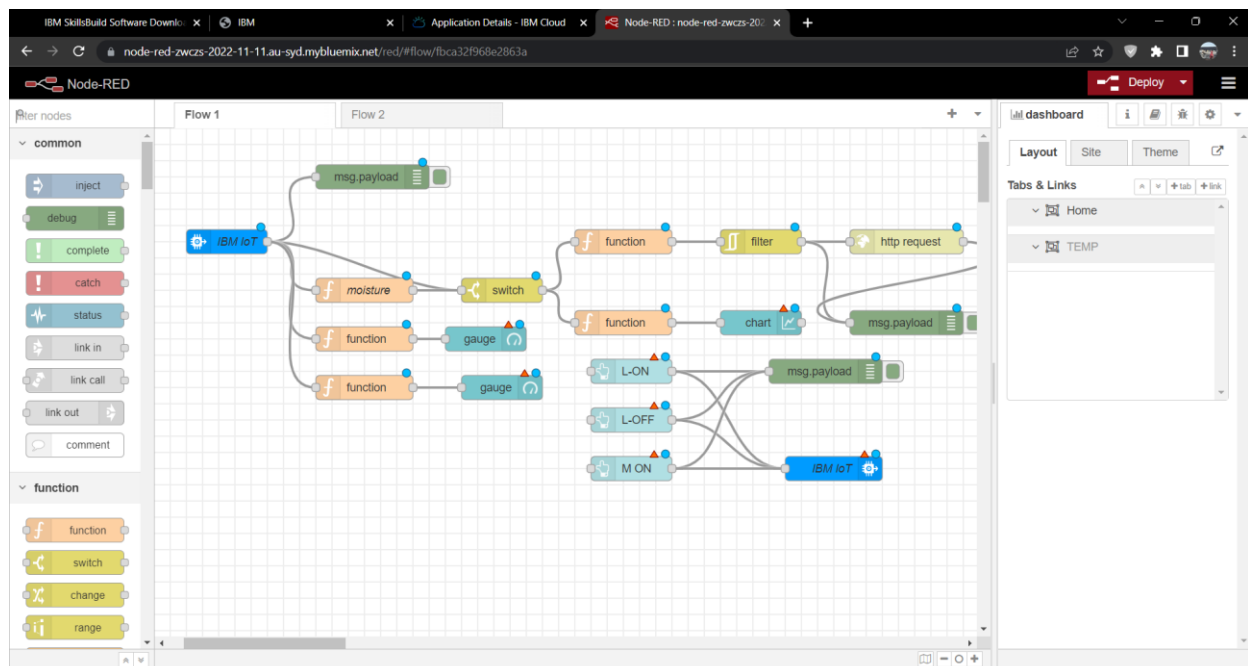 IBM SkillsBuild Software Downlo
IBM
Application Details - IBM Cloud
Node-RED : node-red-zwczs-202
node-red-zwczs-2022-11-11.au-syd.mybluemix.net/red/#flow/fbca32f968e2863a
Node-RED
Deploy
filter nodes
Flow 1
Flow 2
dashboard
common
inject
debug
complete
catch
status
link in
link call
link out
comment
function
function
switch
change
range
msg.payload
IBM IoT
function
filter
http request
moisture
switch
function
chart
msg.payload
function
gauge
L-ON
msg.payload
function
gauge
L-OFF
M ON
IBM IoT
Layout
Site
Theme
Tabs & Links
+ tab
+ link
Home
TEMP